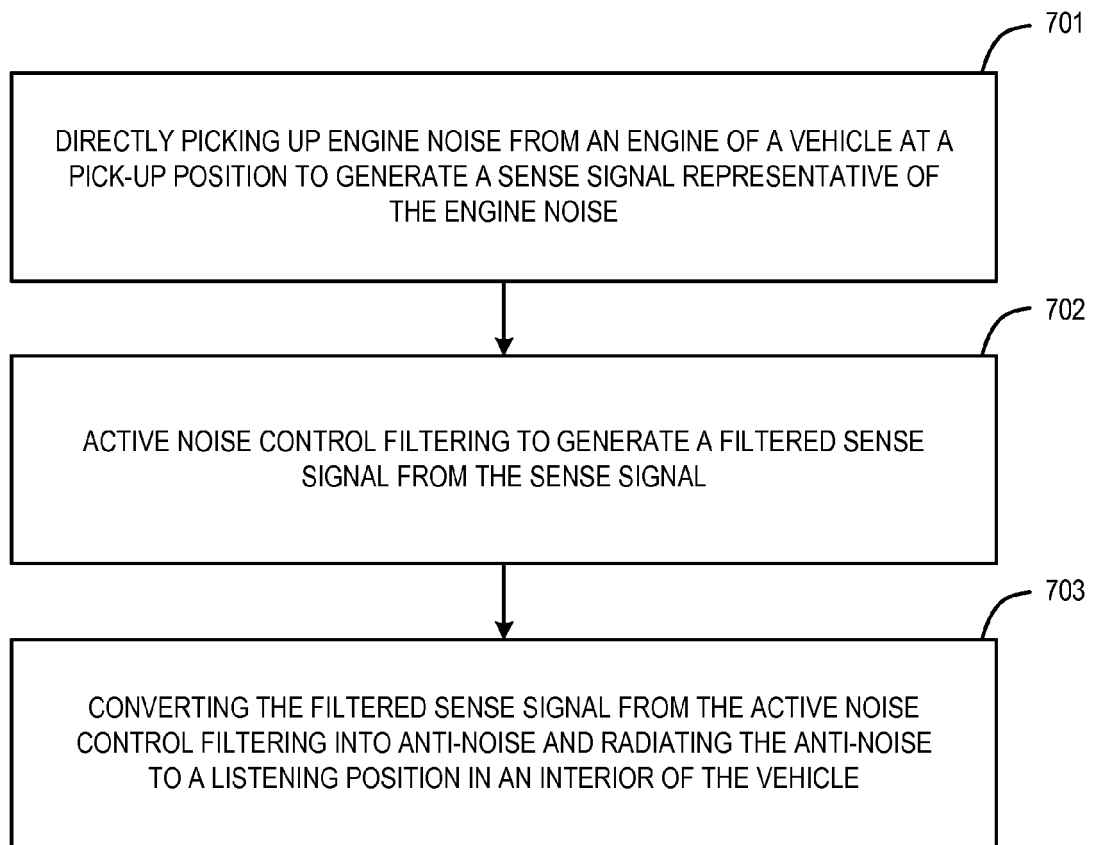 701
DIRECTLY PICKING UP ENGINE NOISE FROM AN ENGINE OF A VEHICLE AT A
PICK-UP POSITION TO GENERATE A SENSE SIGNAL REPRESENTATIVE OF
THE ENGINE NOISE
702
ACTIVE NOISE CONTROL FILTERING TO GENERATE A FILTERED SENSE
SIGNAL FROM THE SENSE SIGNAL
703
CONVERTING THE FILTERED SENSE SIGNAL FROM THE ACTIVE NOISE
CONTROL FILTERING INTO ANTI-NOISE AND RADIATING THE ANTI-NOISE
TO A LISTENING POSITION IN AN INTERIOR OF THE VEHICLE